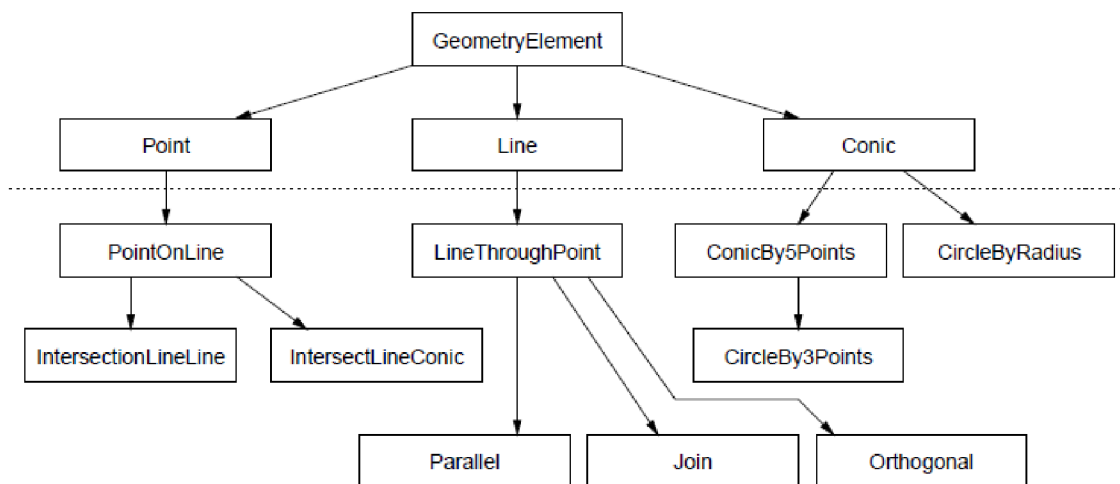 GeometryElement
Point
Line
Conic
PointOnLine
LineThroughPoint
ConicBy5Points
CircleByRadius
IntersectionLineLine
IntersectLineConic
CircleBy3Points
Parallel
Join
Orthogonal